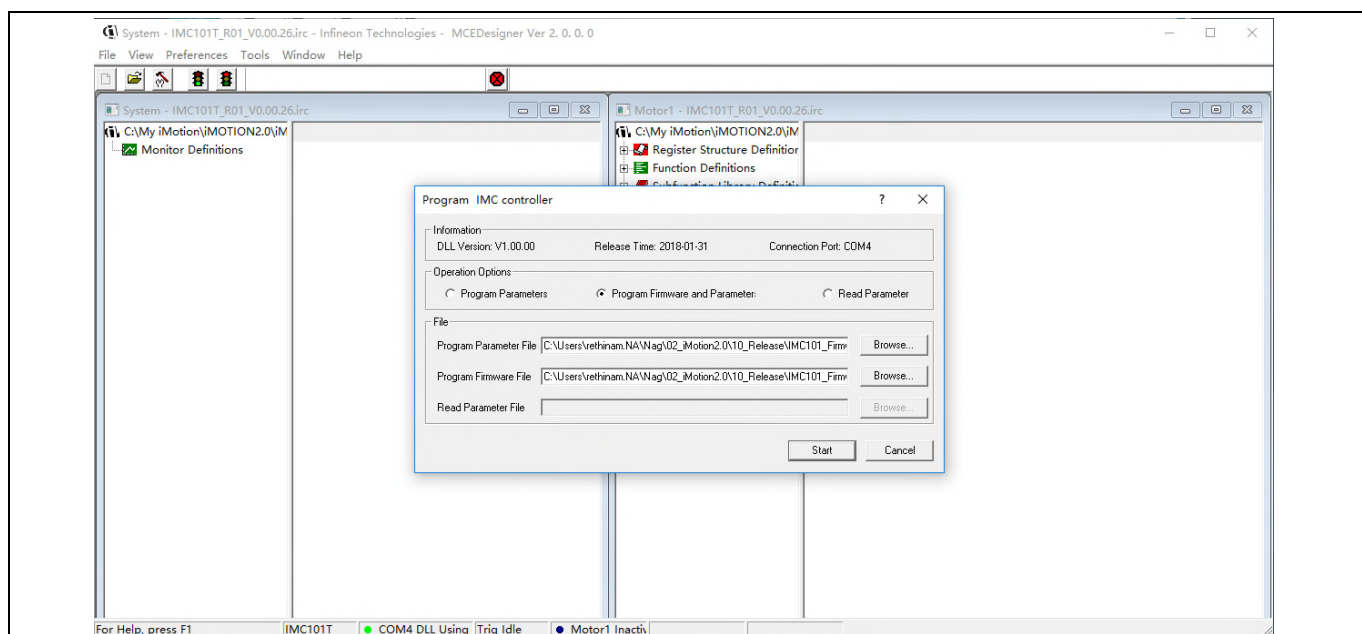 System - IMC101T_R01_V0.00.26.irc - Infineon Technologies - MCEDesigner Ver 2. 0. 0. 0
File View Preferences Tools Window Help
System - IMC101T_R01_V0.00.26.irc
Motor1 - IMC101T_R01_V0.00.26.irc
C:\My iMotion\iMOTION2.0\iM
Monitor Definitions
C:\My iMotion\iMOTION2.0\iM
Register Structure Definition
Function Definitions
Subfunction Library Definiti
Program IMC controller
Information
DLL Version: V1.00.00 Release Time: 2018-01-31 Connection Port: COM4
Operation Options
Program Parameters Program Firmware and Parameter: Read Parameter
File
Program Parameter File C:\Users\rethinam.NA\Nag\02_iMotion2.0\10_Release\IMC101_Firm Browse...
Program Firmware File C:\Users\rethinam.NA\Nag\02_iMotion2.0\10_Release\IMC101_Firm Browse...
Read Parameter File Browse...
Start Cancel
For Help, press F1 IMC101T COM4 DLL Using Trig Idle Motor1 Inacti